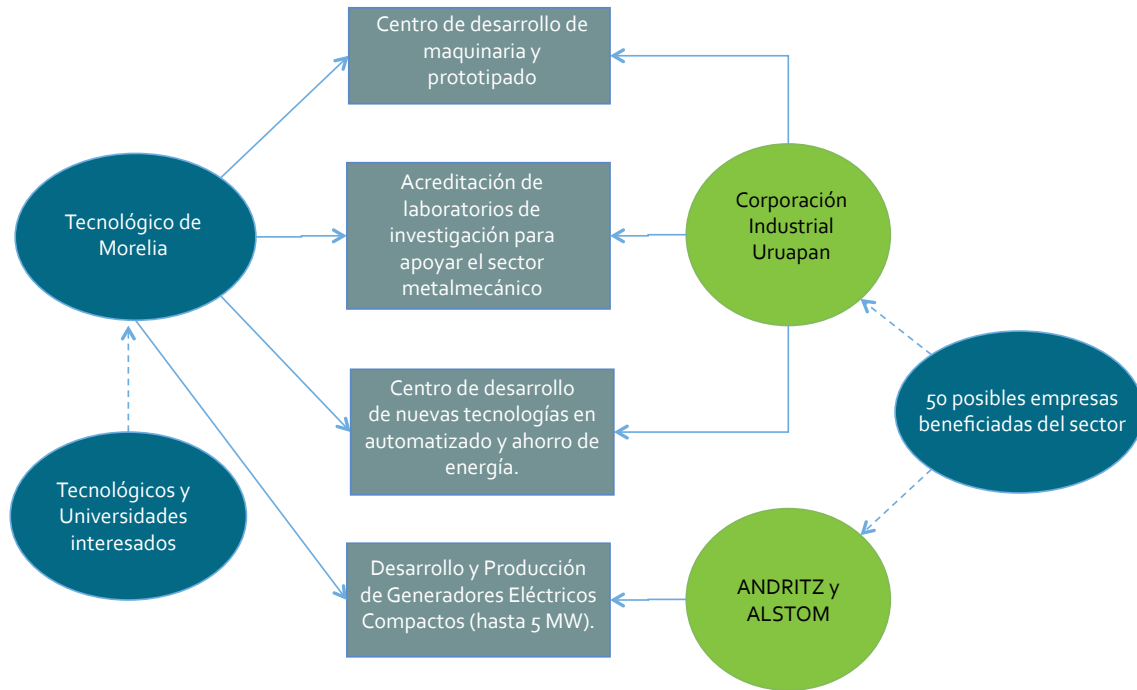 Centro de desarrollo de
maquinaria y
prototipado
Tecnológico de
Morelia
Acreditación de
laboratorios de
investigación para
apoyar el sector
metalmecánico
Corporación
Industrial
Uruapan
Centro de desarrollo
de nuevas tecnologías en
automatizado y ahorro de
energía.
50 posibles empresas
beneficiadas del sector
Tecnológicos y
Universidades
interesados
Desarrollo y Producción
de Generadores Eléctricos
Compactos (hasta 5 MW).
ANDRITZ y
ALSTOM